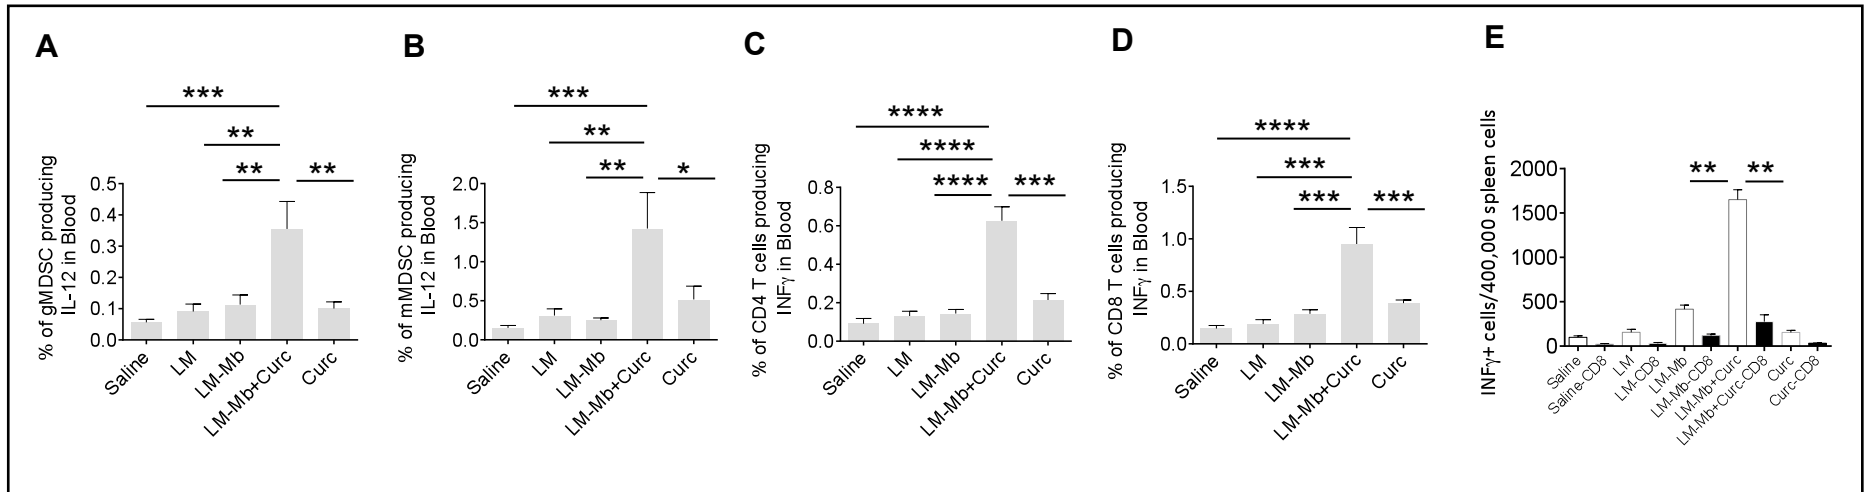 A
***
**
** **
% of gMDSC producing
IL-12 in Blood
0.5
0.4
0.3
0.2
0.1
0.0
Saline
LM
LM-Mb
LM-Mb+Curc
Curc
B
***
**
** *
% of mMDSC producing
IL-12 in Blood
2.0
1.5
1.0
0.5
0.0
Saline
LM
LM-Mb
LM-Mb+Curc
Curc
C
****
****
**** ***
% of CD4 T cells producing
INFγ in Blood
0.8
0.6
0.4
0.2
0.0
Saline
LM
LM-Mb
LM-Mb+Curc
Curc
D
****
***
*** ***
% of CD8 T cells producing
INFγ in Blood
1.5
1.0
0.5
0.0
Saline
LM
LM-Mb
LM-Mb+Curc
Curc
E
** **
INFγ+ cells/400,000 spleen cells
2000
1500
1000
500
0
Saline
Saline-CD8
LM
LM-CD8
LM-Mb
LM-Mb-CD8
LM-Mb+Curc
LM-Mb+Curc-CD8
Curc
Curc-CD8